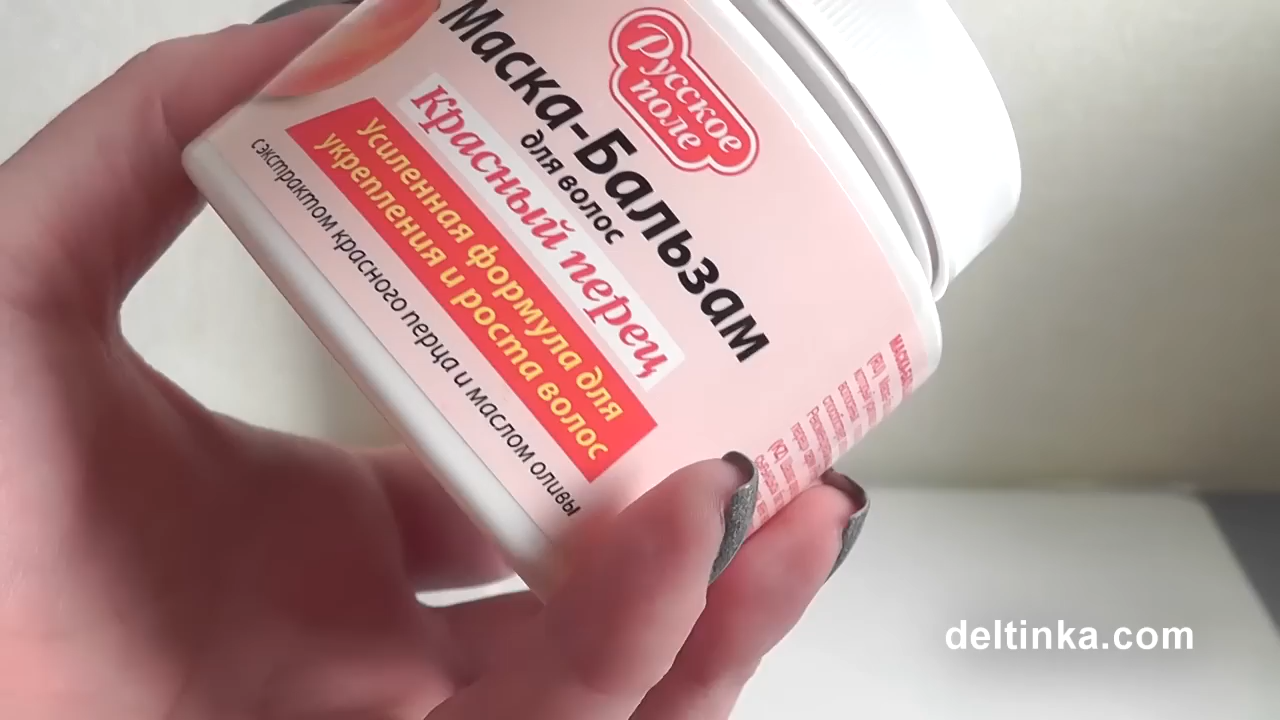 Русское
поле
Маска-Бальзам
для волос
Красный перец
Усиленная формула для
укрепления и роста волос
с экстрактом красного перца и маслом оливы
deltinka.com